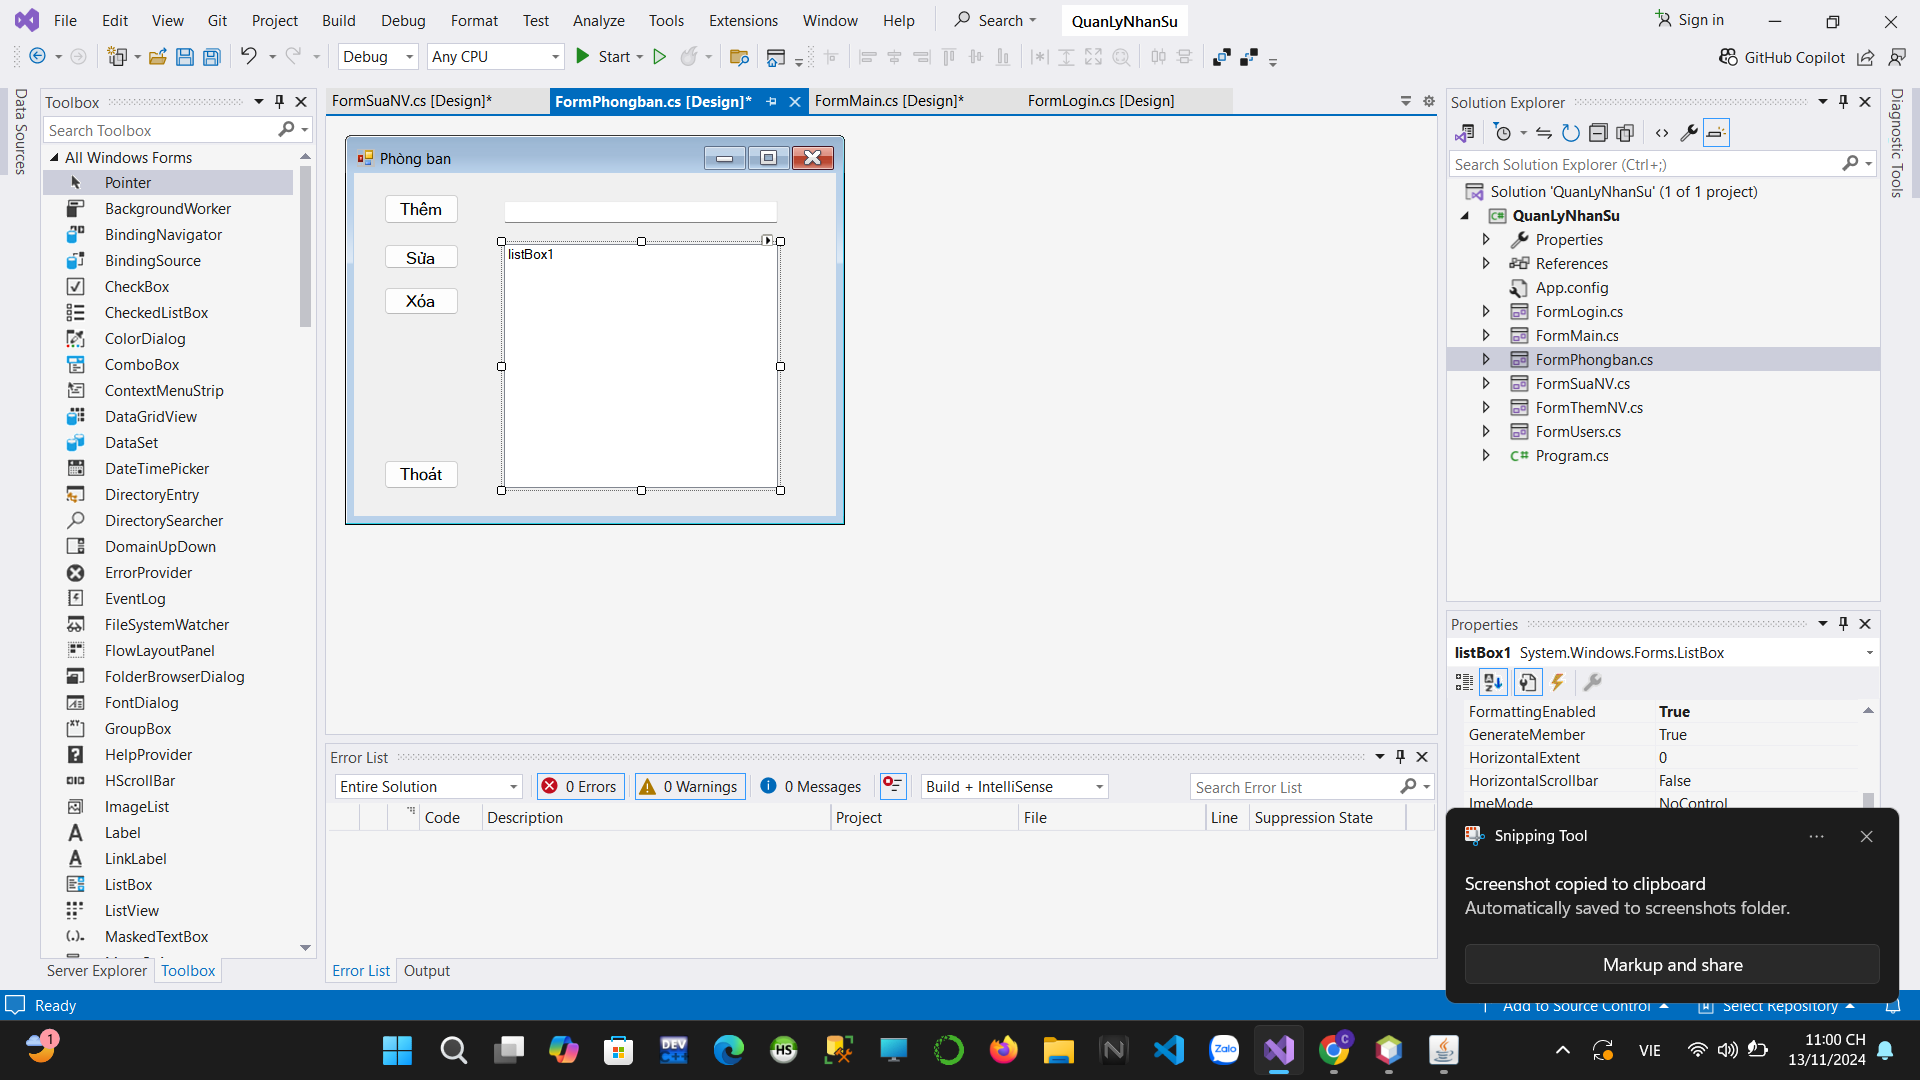 File Edit View Git Project Build Debug Format Test Analyze Tools Extensions Window Help Search QuanLyNhanSu Sign in
Debug Any CPU Start GitHub Copilot
Data Sources
Toolbox
Search Toolbox
All Windows Forms
Pointer
BackgroundWorker
BindingNavigator
BindingSource
CheckBox
CheckedListBox
ColorDialog
ComboBox
ContextMenuStrip
DataGridView
DataSet
DateTimePicker
DirectoryEntry
DirectorySearcher
DomainUpDown
ErrorProvider
EventLog
FileSystemWatcher
FlowLayoutPanel
FolderBrowserDialog
FontDialog
GroupBox
HelpProvider
HScrollBar
ImageList
Label
LinkLabel
ListBox
ListView
MaskedTextBox
Server Explorer Toolbox
FormSuaNV.cs [Design]* FormPhongban.cs [Design]* FormMain.cs [Design]* FormLogin.cs [Design]
Phòng ban
Thêm
Sửa
Xóa
Thoát
listBox1
Error List
Entire Solution 0 Errors 0 Warnings 0 Messages Build + IntelliSense Search Error List
Code Description Project File Line Suppression State
Error List Output
Solution Explorer
Search Solution Explorer (Ctrl+;)
Solution 'QuanLyNhanSu' (1 of 1 project)
QuanLyNhanSu
Properties
References
App.config
FormLogin.cs
FormMain.cs
FormPhongban.cs
FormSuaNV.cs
FormThemNV.cs
FormUsers.cs
C# Program.cs
Diagnostic Tools
Properties
listBox1 System.Windows.Forms.ListBox
FormattingEnabled True
GenerateMember True
HorizontalExtent 0
HorizontalScrollbar False
ImeMode NoControl
Snipping Tool
Screenshot copied to clipboard
Automatically saved to screenshots folder.
Markup and share
Ready
Add to Source Control Select Repository
1
DEV C++
HS
Zalo
C
VIE
11:00 CH
13/11/2024